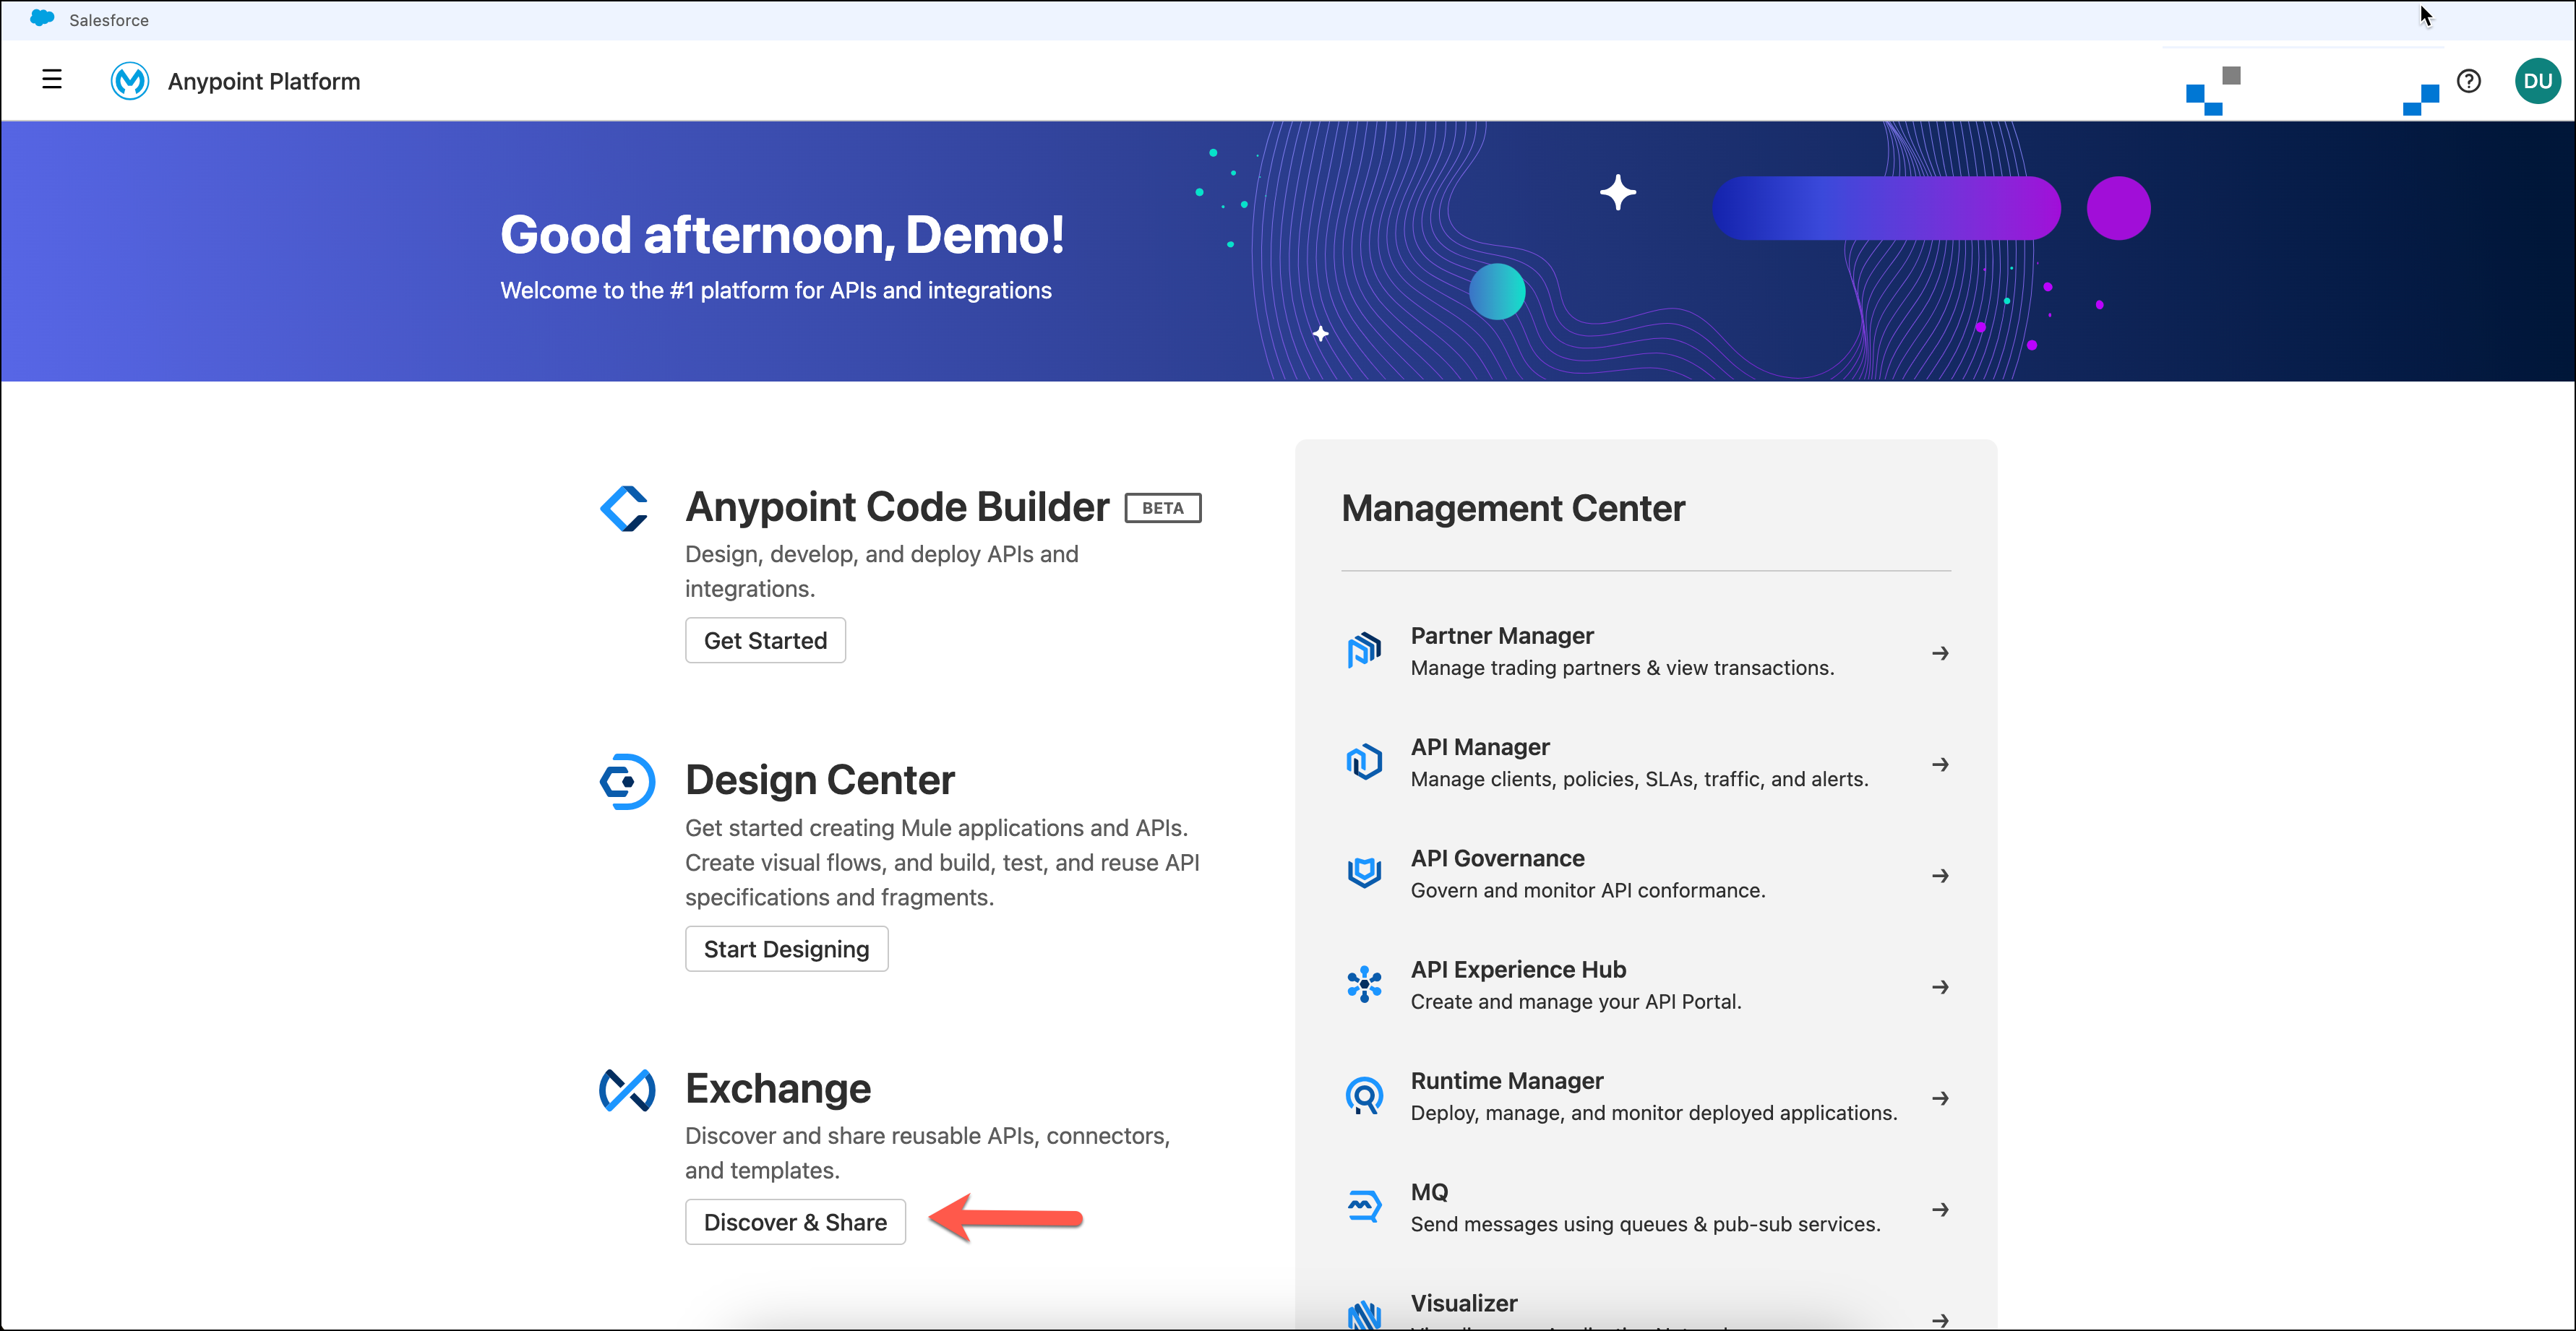 Salesforce
Anypoint Platform
DU
Good afternoon, Demo!
Welcome to the #1 platform for APIs and integrations
Anypoint Code Builder BETA
Design, develop, and deploy APIs and
integrations.
Get Started
Design Center
Get started creating Mule applications and APIs.
Create visual flows, and build, test, and reuse API
specifications and fragments.
Start Designing
Exchange
Discover and share reusable APIs, connectors,
and templates.
Discover & Share
Management Center
Partner Manager
Manage trading partners & view transactions.
API Manager
Manage clients, policies, SLAs, traffic, and alerts.
API Governance
Govern and monitor API conformance.
API Experience Hub
Create and manage your API Portal.
Runtime Manager
Deploy, manage, and monitor deployed applications.
MQ
Send messages using queues & pub-sub services.
Visualizer